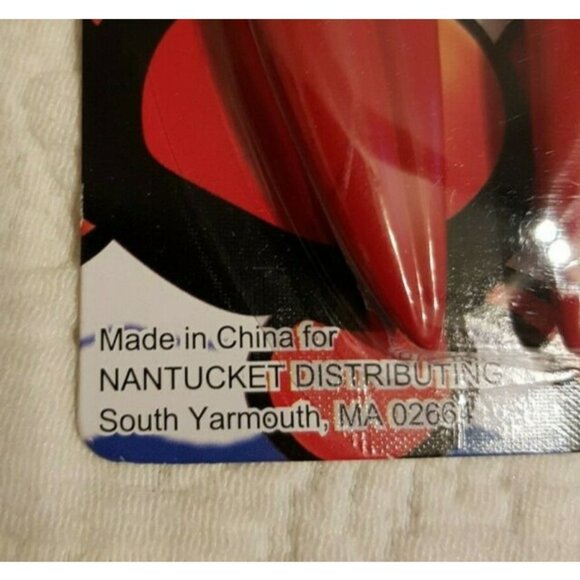 Made in China for
NANTUCKET DISTRIBUTING
South Yarmouth, MA 02664